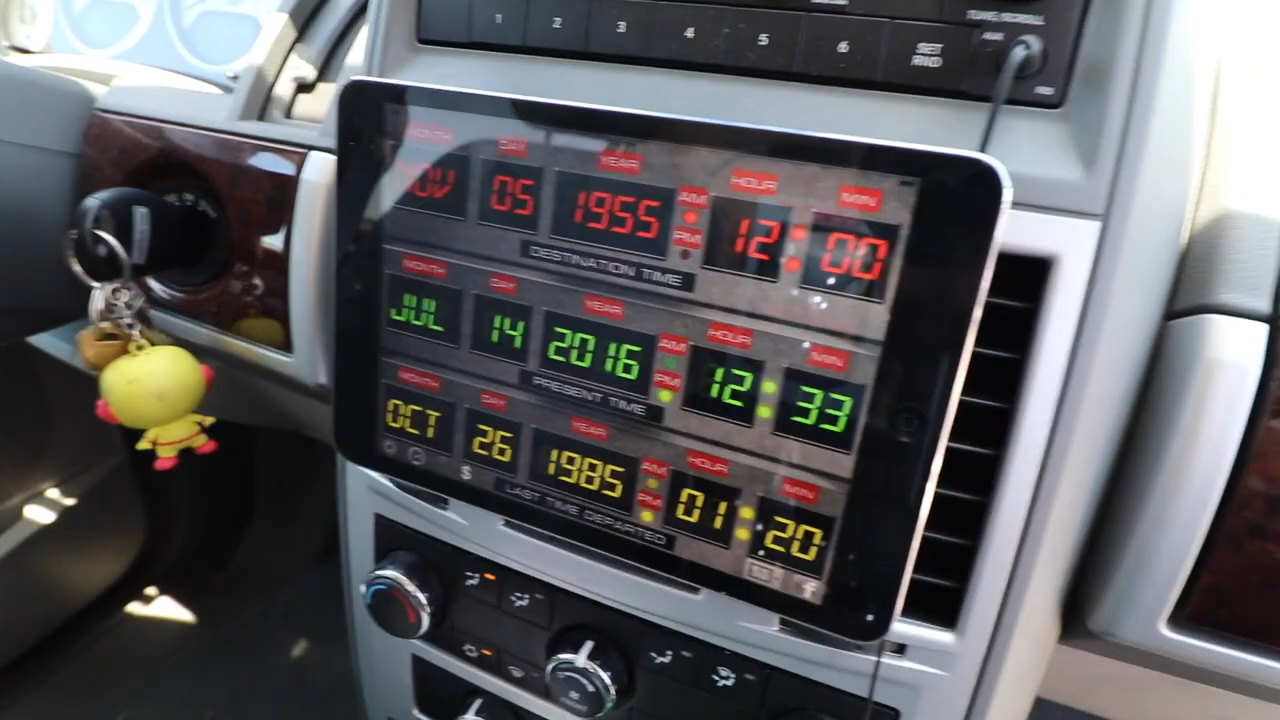 1 2 3 4 5 6 SET RND
TUNE/SCROLL
AUX
MONTH DAY YEAR HOUR MIN
NOV 05 1955 AM PM 12:00
DESTINATION TIME
MONTH DAY YEAR HOUR MIN
JUL 14 2016 AM PM 12:33
PRESENT TIME
MONTH DAY YEAR HOUR MIN
OCT 26 1985 AM PM 01:20
LAST TIME DEPARTED
$ f